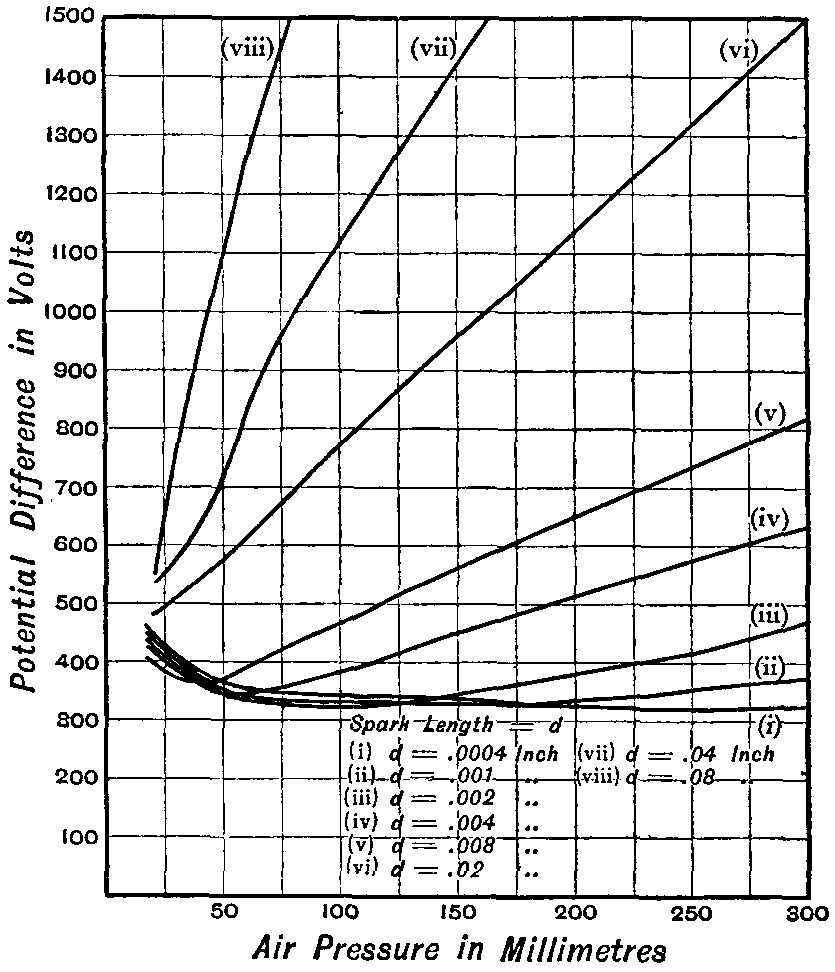 Potential Difference in Volts
1500
1400
1300
1200
1100
1000
900
800
700
600
500
400
300
200
100
(viii)
(vii)
(vi)
(v)
(iv)
(iii)
(ii)
(i)
Spark Length = d
(i) d = .0004 Inch (vii) d = .04 Inch
(ii) d = .001 ,, (viii) d = .08 ,,
(iii) d = .002 ,,
(iv) d = .004 ,,
(v) d = .008 ,,
(vi) d = .02 ,,
50 100 150 200 250 300
Air Pressure in Millimetres